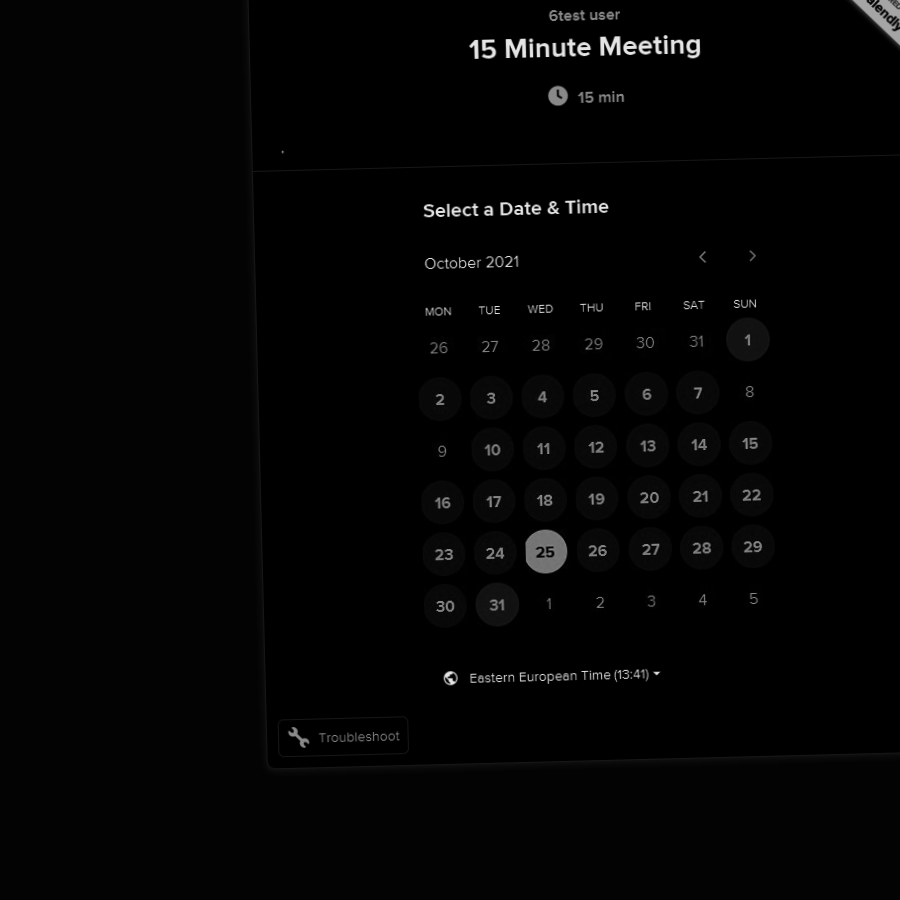 6test user
15 Minute Meeting
15 min
Select a Date & Time
October 2021
MON TUE WED THU FRI SAT SUN
26 27 28 29 30 31 1
2 3 4 5 6 7 8
9 10 11 12 13 14 15
16 17 18 19 20 21 22
23 24 25 26 27 28 29
30 31 1 2 3 4 5
Eastern European Time (13:41)
Troubleshoot